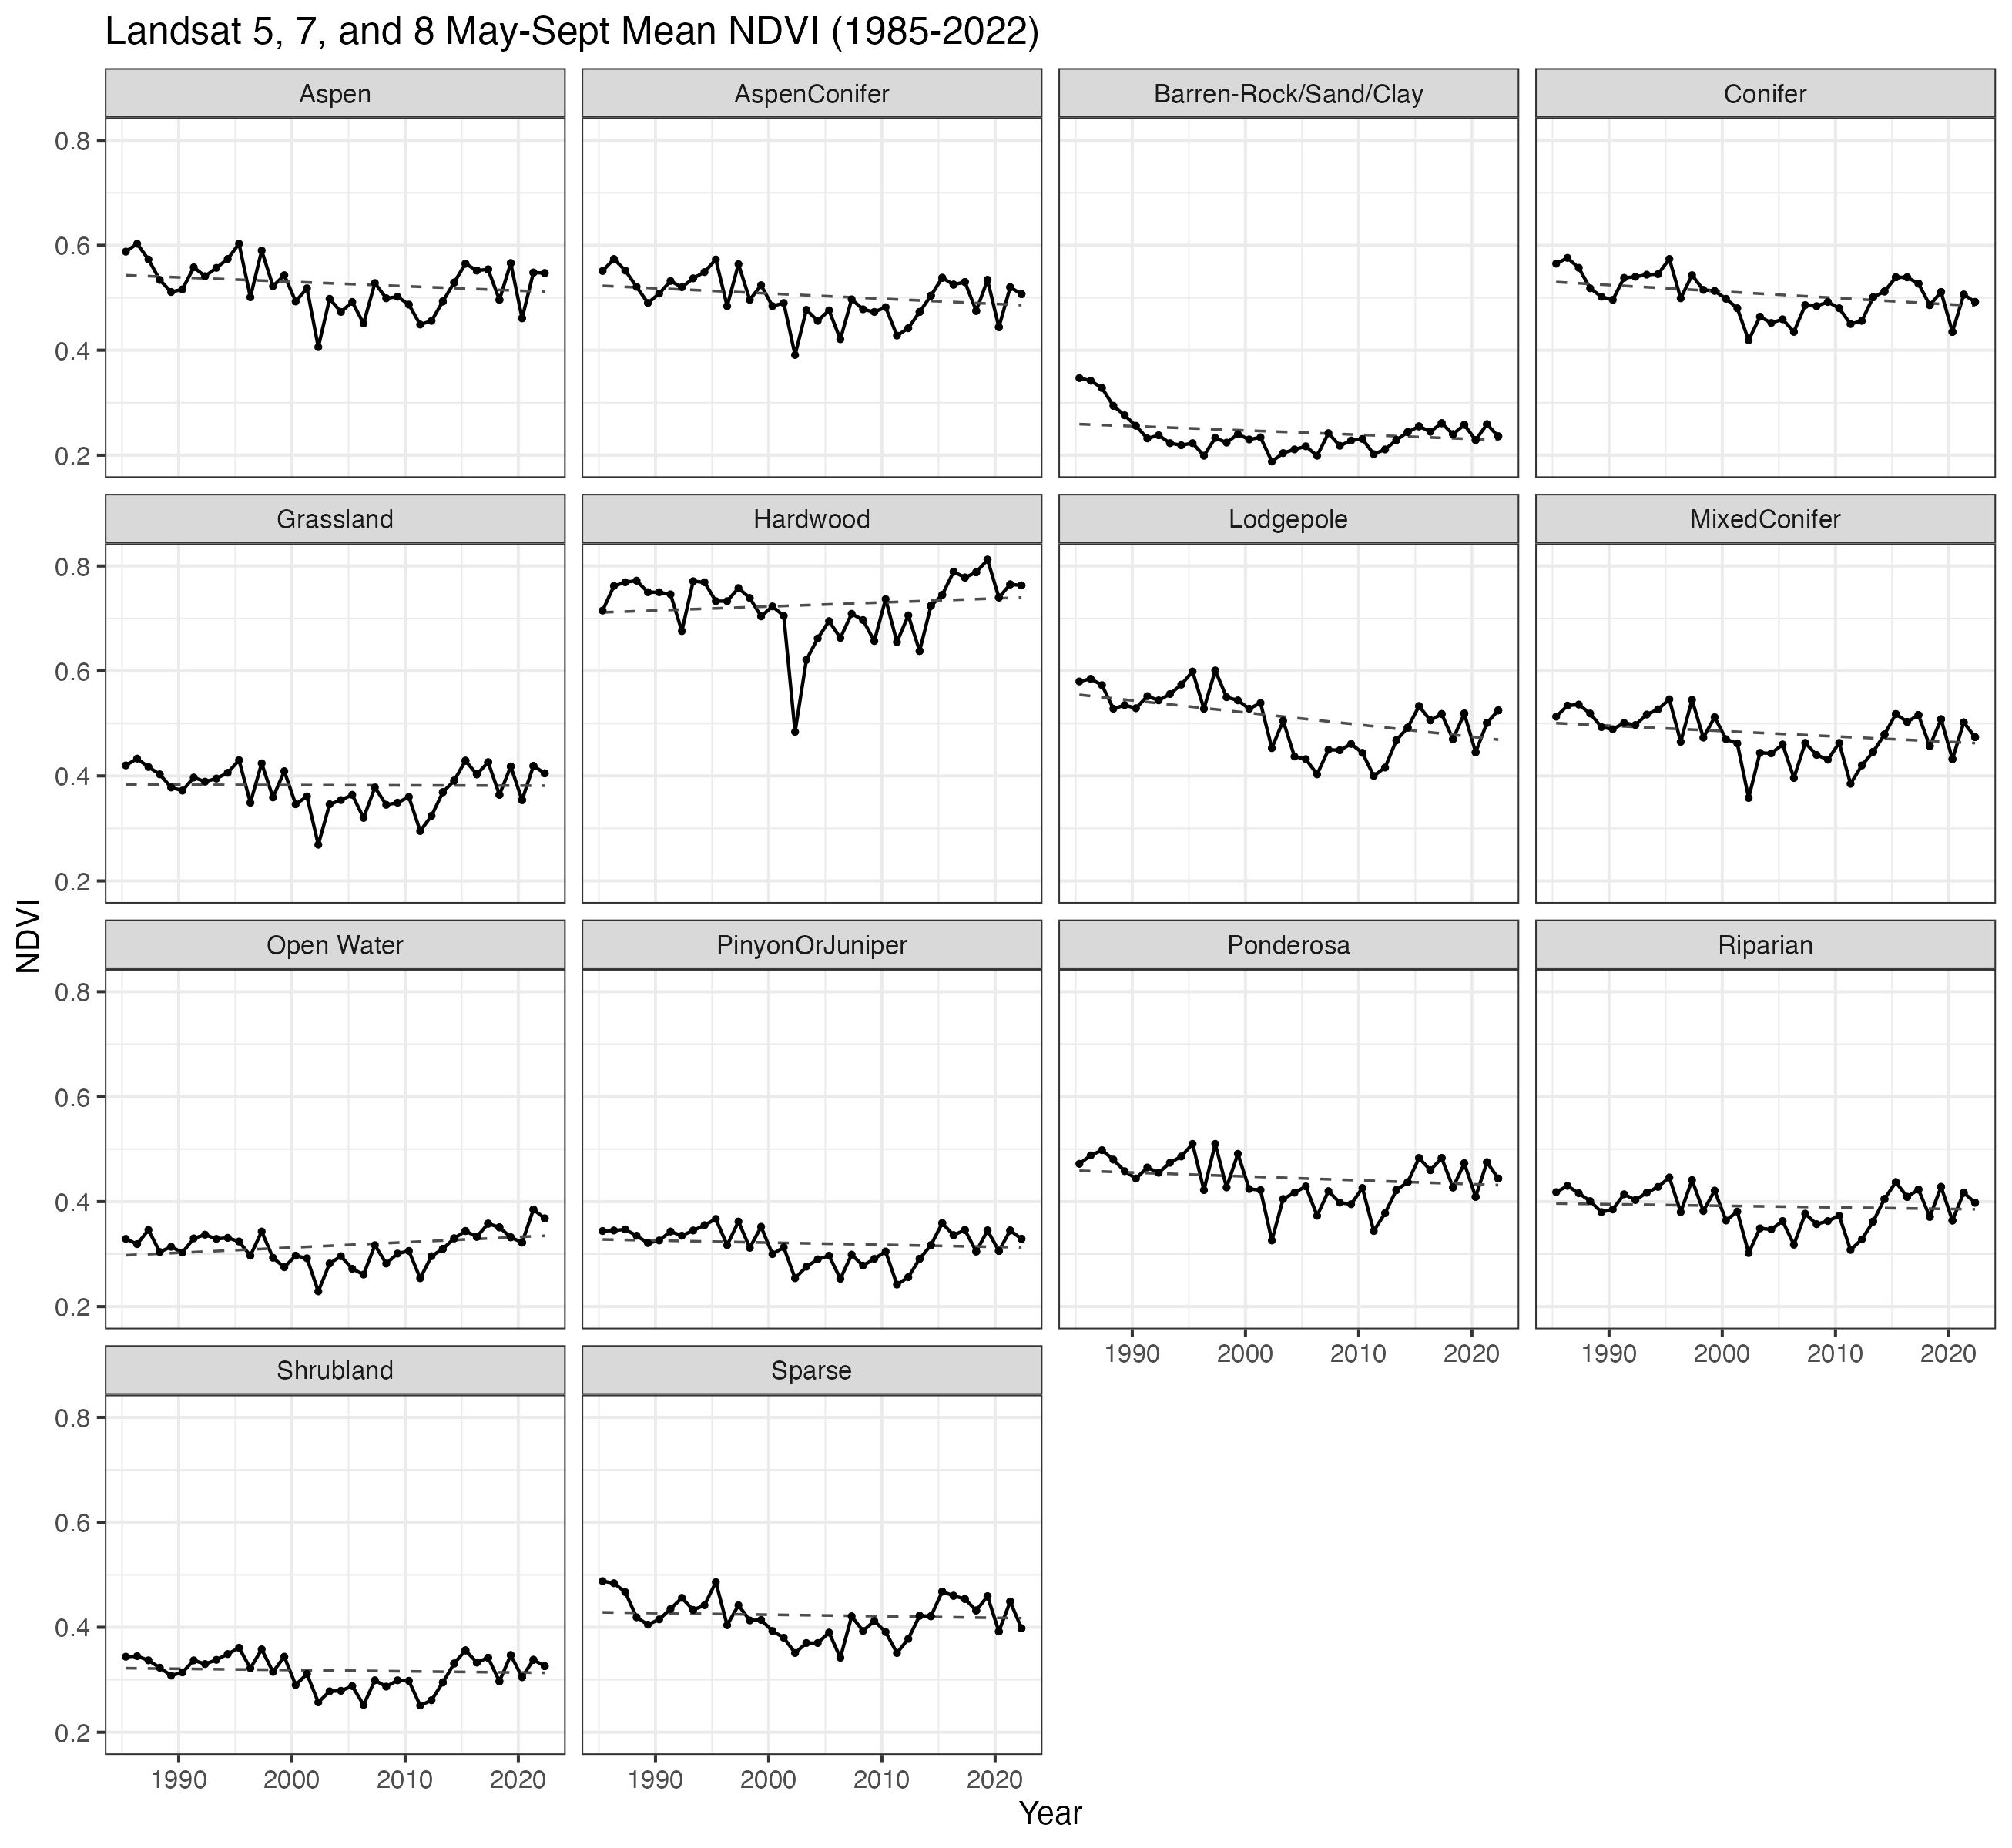 Landsat 5, 7, and 8 May-Sept Mean NDVI (1985-2022)
Aspen
AspenConifer
Barren-Rock/Sand/Clay
Conifer
0.8
0.6
0.4
0.2
Grassland
Hardwood
Lodgepole
MixedConifer
0.8
0.6
0.4
0.2
NDVI
Open Water
PinyonOrJuniper
Ponderosa
Riparian
0.8
0.6
0.4
0.2
1990 2000 2010 2020
1990 2000 2010 2020
Shrubland
Sparse
0.8
0.6
0.4
0.2
1990 2000 2010 2020
1990 2000 2010 2020
Year